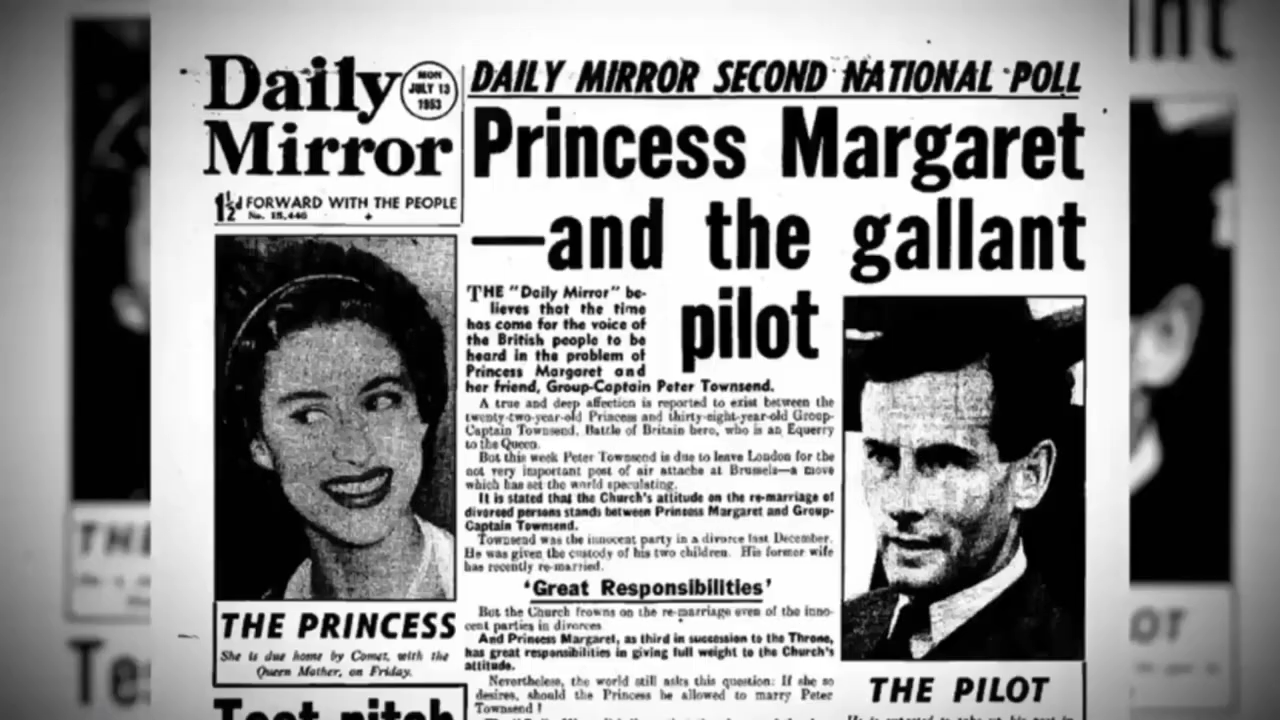 Daily
Mirror
MON
JULY 13
1953
1½d FORWARD WITH THE PEOPLE
No. 15,446
DAILY MIRROR SECOND NATIONAL POLL
Princess Margaret
—and the gallant
pilot
THE "Daily Mirror" be-
lieves that the time
has come for the voice of
the British people to be
heard in the problem of
Princess Margaret and
her friend, Group-Captain Peter Townsend.
A true and deep affection is reported to exist between the
twenty-two-year-old Princess and thirty-eight-year-old Group-
Captain Townsend, Battle of Britain hero, who is an Equerry
to the Queen.
But this week Peter Townsend is due to leave London for the
not very important post of air attache at Brussels—a move
which has set the world speculating.
It is stated that the Church's attitude on the re-marriage of
divorced persons stands between Princess Margaret and Group-
Captain Townsend.
Townsend was the innocent party in a divorce last December.
He was given the custody of his two children. His former wife
has recently re-married.
'Great Responsibilities'
But the Church frowns on the re-marriage even of the inno-
cent parties in divorces
And Princess Margaret, as third in succession to the Throne,
has great responsibilities in giving full weight to the Church's
attitude.
Nevertheless, the world still asks this question: If she so
desires, should the Princess be allowed to marry Peter
Townsend?
THE PRINCESS
She is due home by Comet, with the
Queen Mother, on Friday.
Test pitch
THE PILOT